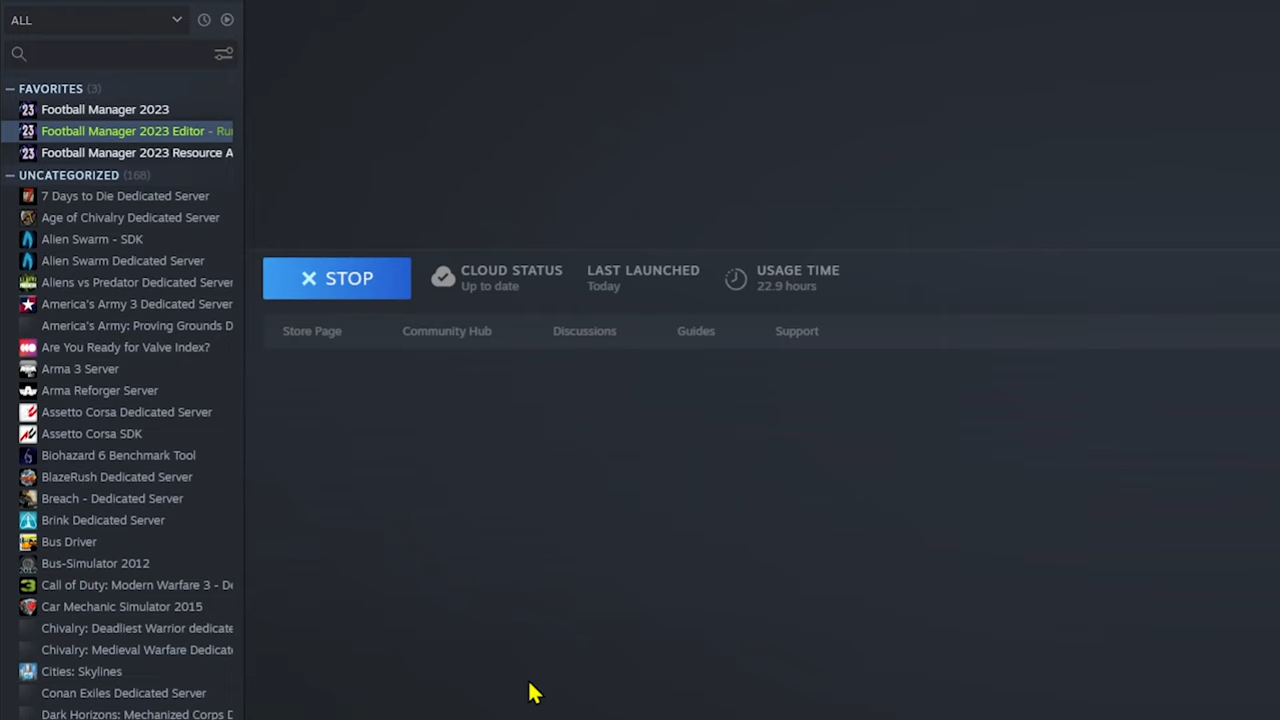 ALL
FAVORITES (3)
Football Manager 2023
Football Manager 2023 Editor - Ru
Football Manager 2023 Resource A
UNCATEGORIZED (168)
7 Days to Die Dedicated Server
Age of Chivalry Dedicated Server
Alien Swarm - SDK
Alien Swarm Dedicated Server
Aliens vs Predator Dedicated Server
America's Army 3 Dedicated Server
America's Army: Proving Grounds D
Are You Ready for Valve Index?
Arma 3 Server
Arma Reforger Server
Assetto Corsa Dedicated Server
Assetto Corsa SDK
Biohazard 6 Benchmark Tool
BlazeRush Dedicated Server
Breach - Dedicated Server
Brink Dedicated Server
Bus Driver
Bus-Simulator 2012
Call of Duty: Modern Warfare 3 - De
Car Mechanic Simulator 2015
Chivalry: Deadliest Warrior dedicate
Chivalry: Medieval Warfare Dedicat
Cities: Skylines
Conan Exiles Dedicated Server
Dark Horizons: Mechanized Corps D
STOP
CLOUD STATUS
Up to date
LAST LAUNCHED
Today
USAGE TIME
22.9 hours
Store Page Community Hub Discussions Guides Support